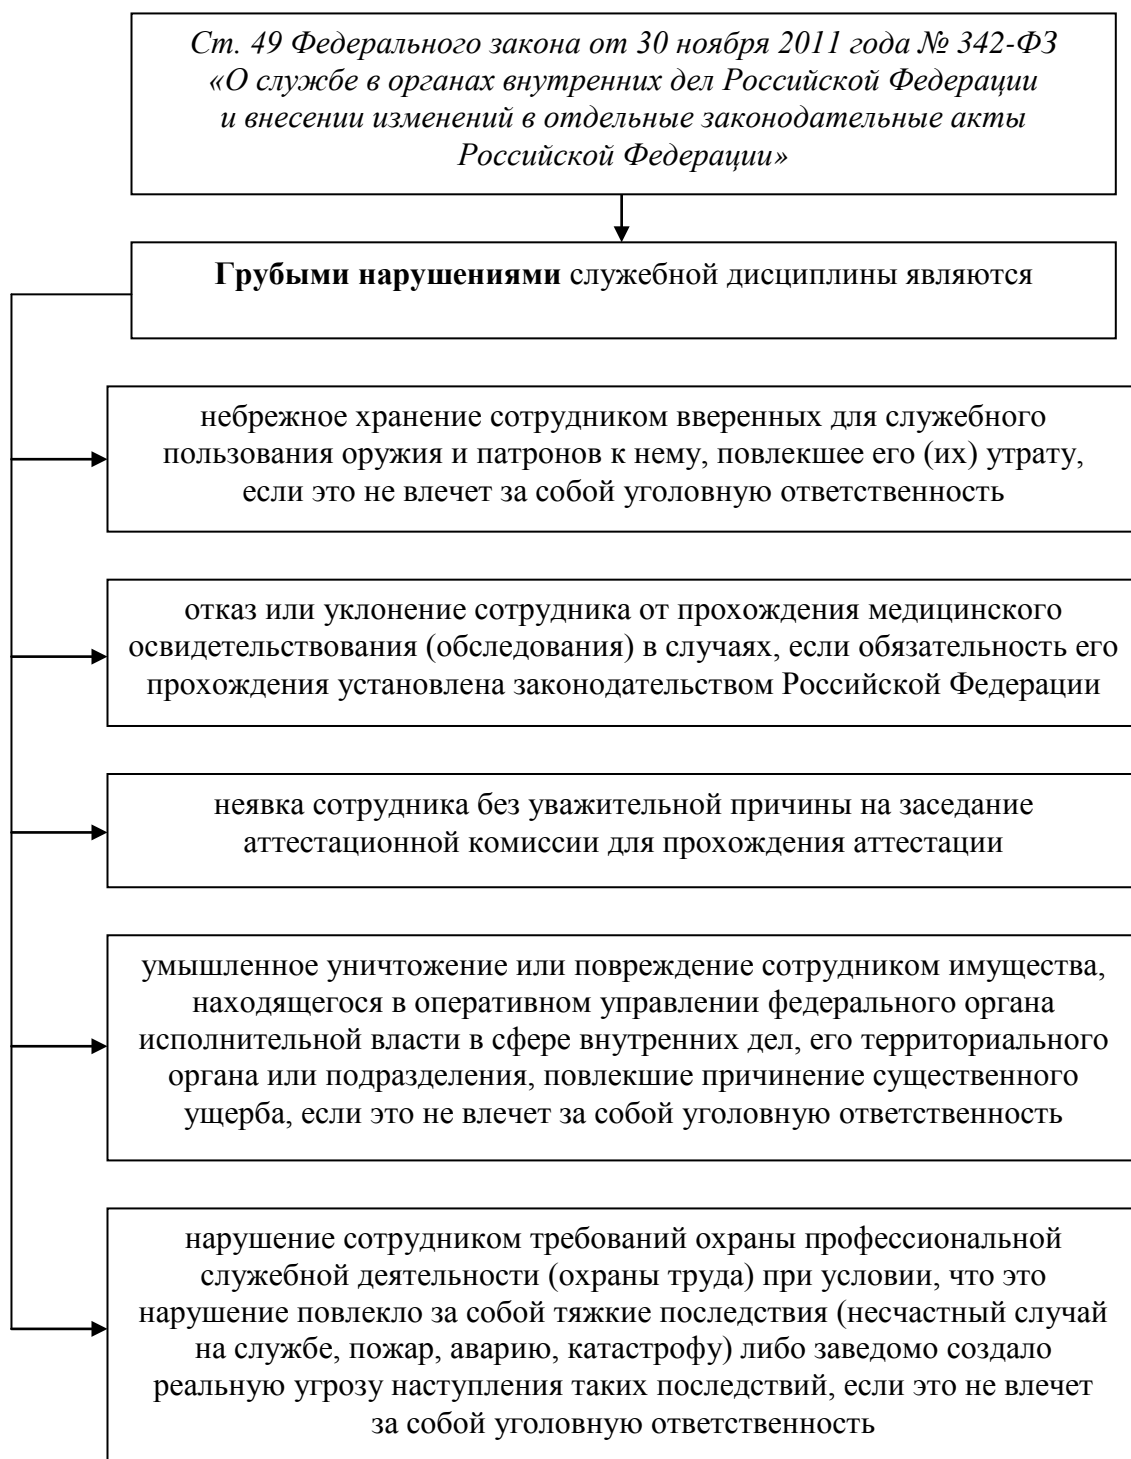 Ст. 49 Федерального закона от 30 ноября 2011 года № 342-ФЗ
«О службе в органах внутренних дел Российской Федерации
и внесении изменений в отдельные законодательные акты
Российской Федерации»
Грубыми нарушениями служебной дисциплины являются
небрежное хранение сотрудником вверенных для служебного
пользования оружия и патронов к нему, повлекшее его (их) утрату,
если это не влечет за собой уголовную ответственность
отказ или уклонение сотрудника от прохождения медицинского
освидетельствования (обследования) в случаях, если обязательность его
прохождения установлена законодательством Российской Федерации
неявка сотрудника без уважительной причины на заседание
аттестационной комиссии для прохождения аттестации
умышленное уничтожение или повреждение сотрудником имущества,
находящегося в оперативном управлении федерального органа
исполнительной власти в сфере внутренних дел, его территориального
органа или подразделения, повлекшие причинение существенного
ущерба, если это не влечет за собой уголовную ответственность
нарушение сотрудником требований охраны профессиональной
служебной деятельности (охраны труда) при условии, что это
нарушение повлекло за собой тяжкие последствия (несчастный случай
на службе, пожар, аварию, катастрофу) либо заведомо создало
реальную угрозу наступления таких последствий, если это не влечет
за собой уголовную ответственность